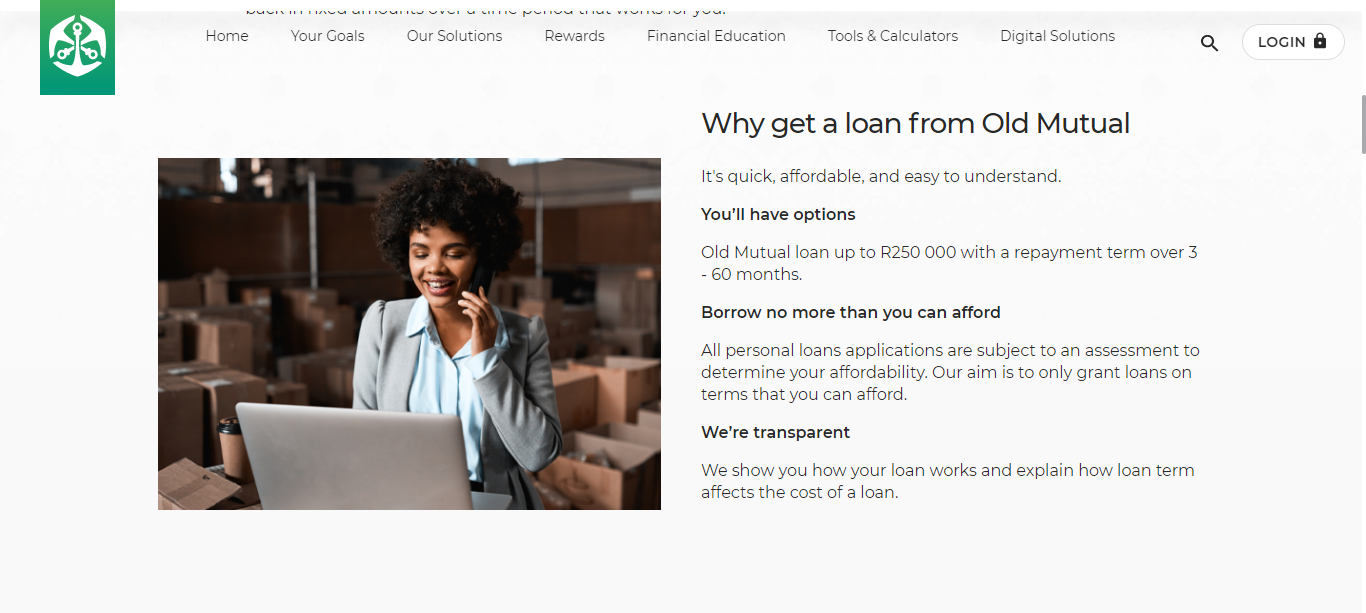 back in fixed amounts over a time period that works for you.
Home Your Goals Our Solutions Rewards Financial Education Tools & Calculators Digital Solutions
LOGIN
Why get a loan from Old Mutual
It's quick, affordable, and easy to understand.
You’ll have options
Old Mutual loan up to R250 000 with a repayment term over 3
- 60 months.
Borrow no more than you can afford
All personal loans applications are subject to an assessment to
determine your affordability. Our aim is to only grant loans on
terms that you can afford.
We’re transparent
We show you how your loan works and explain how loan term
affects the cost of a loan.